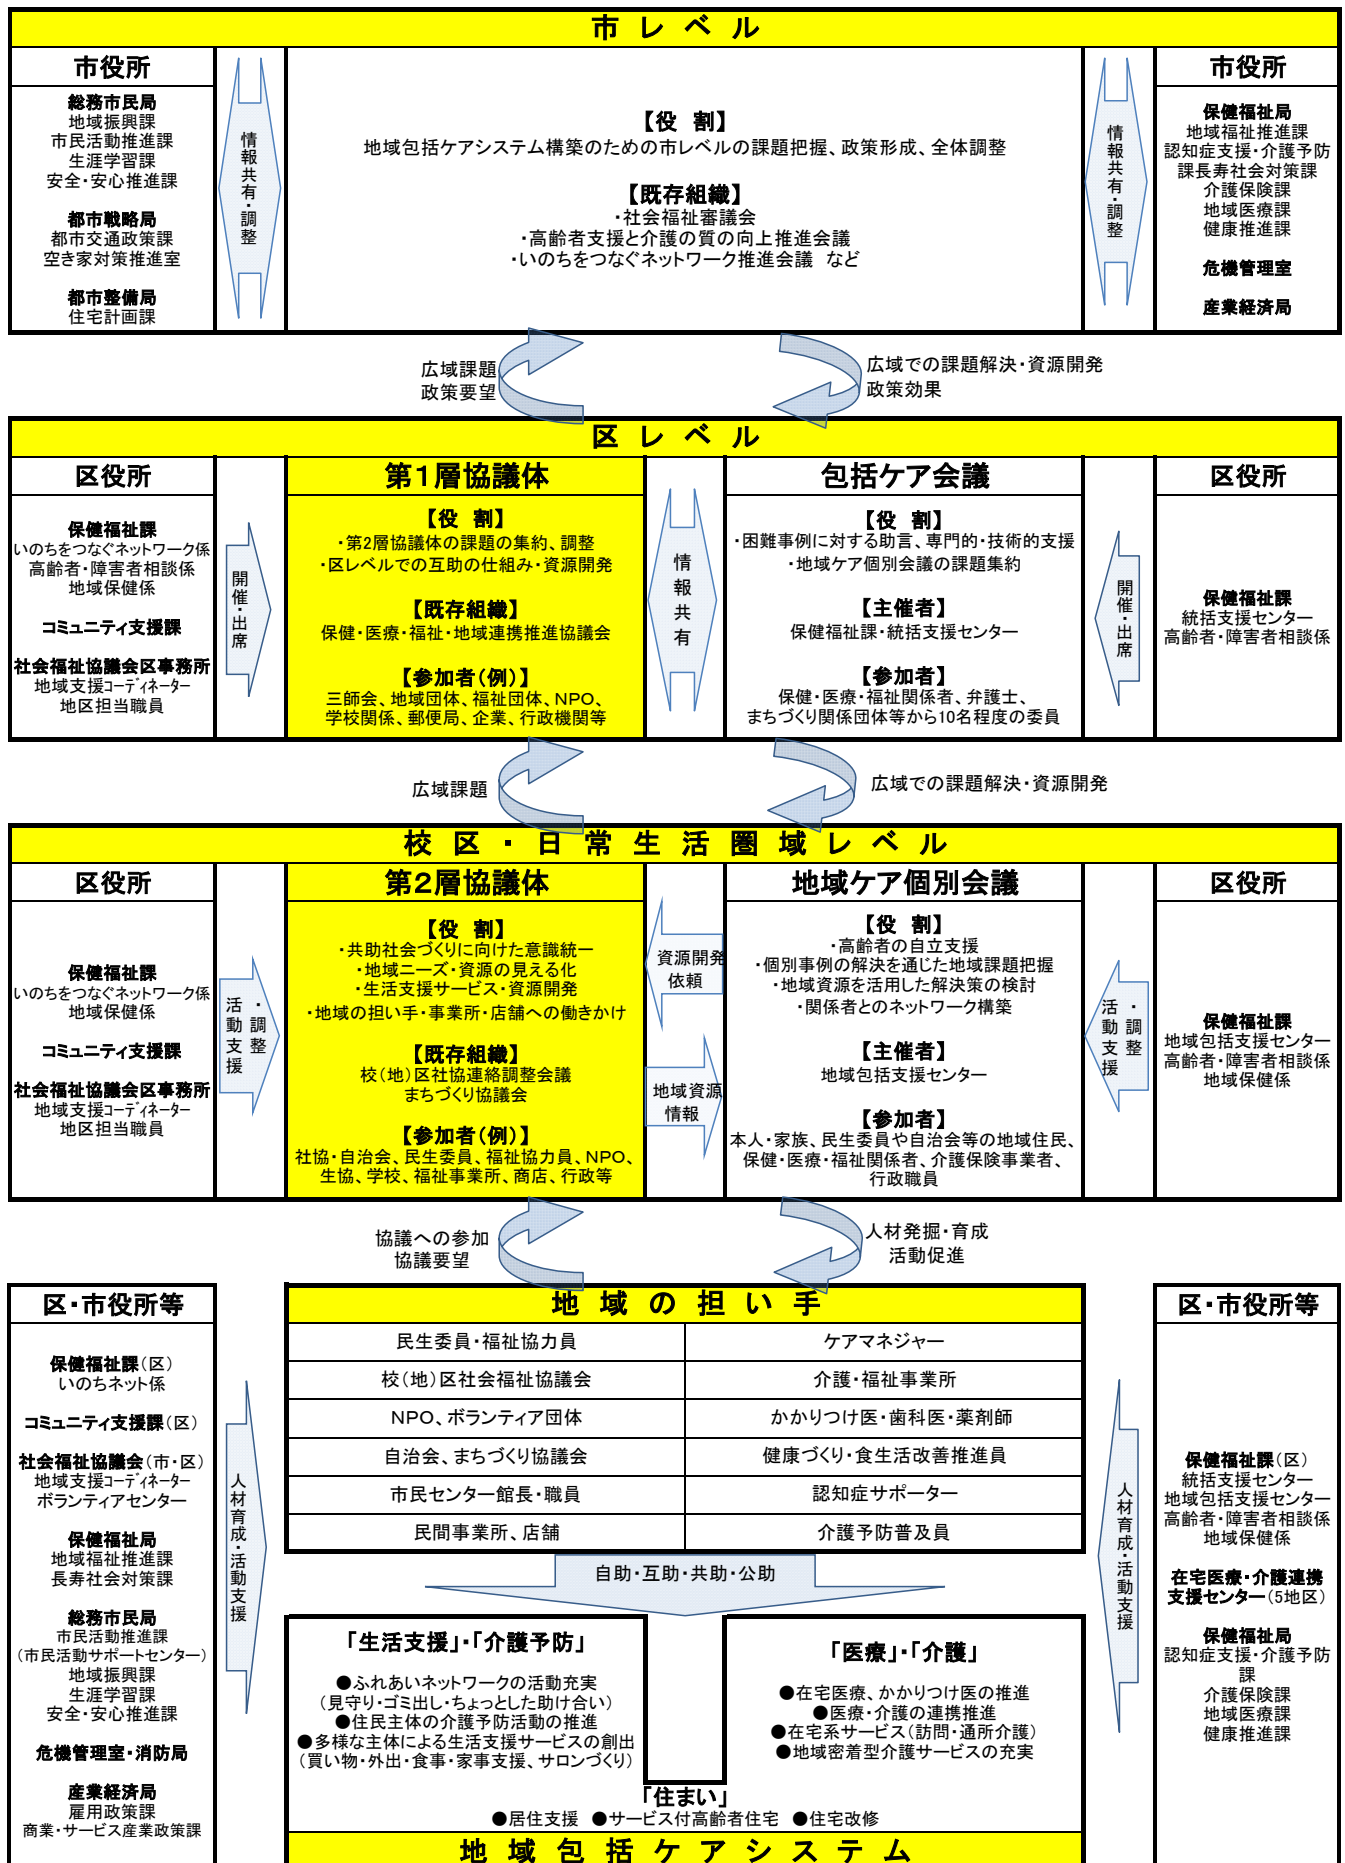 市 レ ベ ル
市役所
総務市民局
地域振興課
市民活動推進課
生涯学習課
安全・安心推進課
都市戦略局
都市交通政策課
空き家対策推進室
都市整備局
住宅計画課
情報共有・調整
【役 割】
地域包括ケアシステム構築のための市レベルの課題把握、政策形成、全体調整
【既存組織】
・社会福祉審議会
・高齢者支援と介護の質の向上推進会議
・いのちをつなぐネットワーク推進会議 など
情報共有・調整
市役所
保健福祉局
地域福祉推進課
認知症支援・介護予防
課長寿社会対策課
介護保険課
地域医療課
健康推進課
危機管理室
産業経済局
広域課題
政策要望
広域での課題解決・資源開発
政策効果
区 レ ベ ル
区役所
保健福祉課
いのちをつなぐネットワーク係
高齢者・障害者相談係
地域保健係
コミュニティ支援課
社会福祉協議会区事務所
地域支援コーディネーター
地区担当職員
開催・出席
第1層協議体
【役 割】
・第2層協議体の課題の集約、調整
・区レベルでの互助の仕組み・資源開発
【既存組織】
保健・医療・福祉・地域連携推進協議会
【参加者(例)】
三師会、地域団体、福祉団体、NPO、
学校関係、郵便局、企業、行政機関等
情報共有
包括ケア会議
【役 割】
・困難事例に対する助言、専門的・技術的支援
・地域ケア個別会議の課題集約
【主催者】
保健福祉課・統括支援センター
【参加者】
保健・医療・福祉関係者、弁護士、
まちづくり関係団体等から10名程度の委員
開催・出席
区役所
保健福祉課
統括支援センター
高齢者・障害者相談係
広域課題
広域での課題解決・資源開発
校 区 ・ 日 常 生 活 圏 域 レ ベ ル
区役所
保健福祉課
いのちをつなぐネットワーク係
地域保健係
コミュニティ支援課
社会福祉協議会区事務所
地域支援コーディネーター
地区担当職員
活動支援
・調整
第2層協議体
【役 割】
・共助社会づくりに向けた意識統一
・地域ニーズ・資源の見える化
・生活支援サービス・資源開発
・地域の担い手・事業所・店舗への働きかけ
【既存組織】
校(地)区社協連絡調整会議
まちづくり協議会
【参加者(例)】
社協・自治会、民生委員、福祉協力員、NPO、
生協、学校、福祉事業所、商店、行政等
資源開発
依頼
地域資源
情報
地域ケア個別会議
【役 割】
・高齢者の自立支援
・個別事例の解決を通じた地域課題把握
・地域資源を活用した解決策の検討
・関係者とのネットワーク構築
【主催者】
地域包括支援センター
【参加者】
本人・家族、民生委員や自治会等の地域住民、
保健・医療・福祉関係者、介護保険事業者、
行政職員
活動支援
・調整
区役所
保健福祉課
地域包括支援センター
高齢者・障害者相談係
地域保健係
協議への参加
協議要望
人材発掘・育成
活動促進
区・市役所等
保健福祉課(区)
いのちネット係
コミュニティ支援課(区)
社会福祉協議会(市・区)
地域支援コーディネーター
ボランティアセンター
保健福祉局
地域福祉推進課
長寿社会対策課
総務市民局
市民活動推進課
(市民活動サポートセンター)
地域振興課
生涯学習課
安全・安心推進課
危機管理室・消防局
産業経済局
雇用政策課
商業・サービス産業政策課
人材育成・活動支援
地 域 の 担 い 手
民生委員・福祉協力員
ケアマネジャー
校(地)区社会福祉協議会
介護・福祉事業所
NPO、ボランティア団体
かかりつけ医・歯科医・薬剤師
自治会、まちづくり協議会
健康づくり・食生活改善推進員
市民センター館長・職員
認知症サポーター
民間事業所、店舗
介護予防普及員
自助・互助・共助・公助
「生活支援」・「介護予防」
●ふれあいネットワークの活動充実
(見守り・ゴミ出し・ちょっとした助け合い)
●住民主体の介護予防活動の推進
●多様な主体による生活支援サービスの創出
(買い物・外出・食事・家事支援、サロンづくり)
「医療」・「介護」
●在宅医療、かかりつけ医の推進
●医療・介護の連携推進
●在宅系サービス(訪問・通所介護)
●地域密着型介護サービスの充実
「住まい」
●居住支援 ●サービス付高齢者住宅 ●住宅改修
地 域 包 括 ケ ア シ ス テ ム
人材育成・活動支援
区・市役所等
保健福祉課(区)
統括支援センター
地域包括支援センター
高齢者・障害者相談係
地域保健係
在宅医療・介護連携
支援センター(5地区)
保健福祉局
認知症支援・介護予防
課
介護保険課
地域医療課
健康推進課